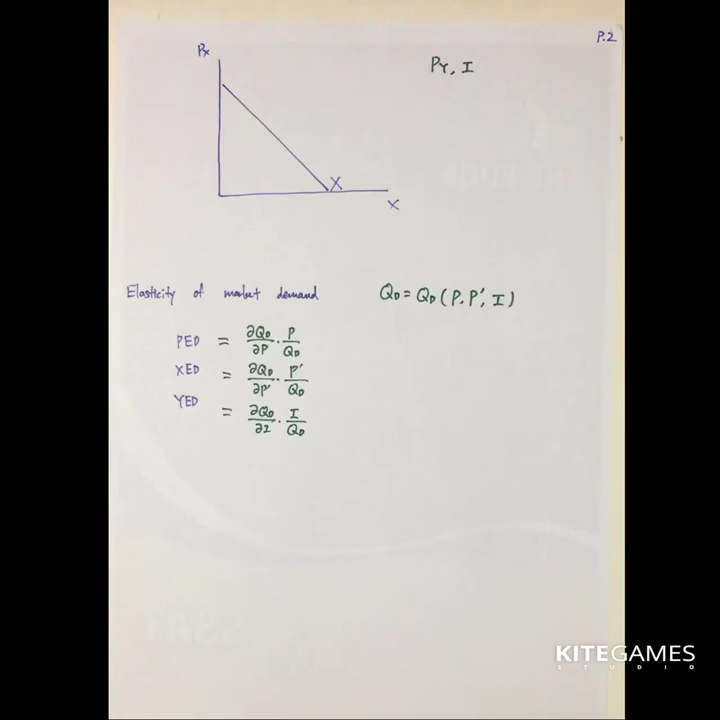 P.2
Px
PY, I
X
X
Elasticity of market demand
QD = QD (P, P', I)
PED = ∂QD/∂P · P/QD
XED = ∂QD/∂P' · P'/QD
YED = ∂QD/∂I · I/QD
KITEGAMES
STUDIO